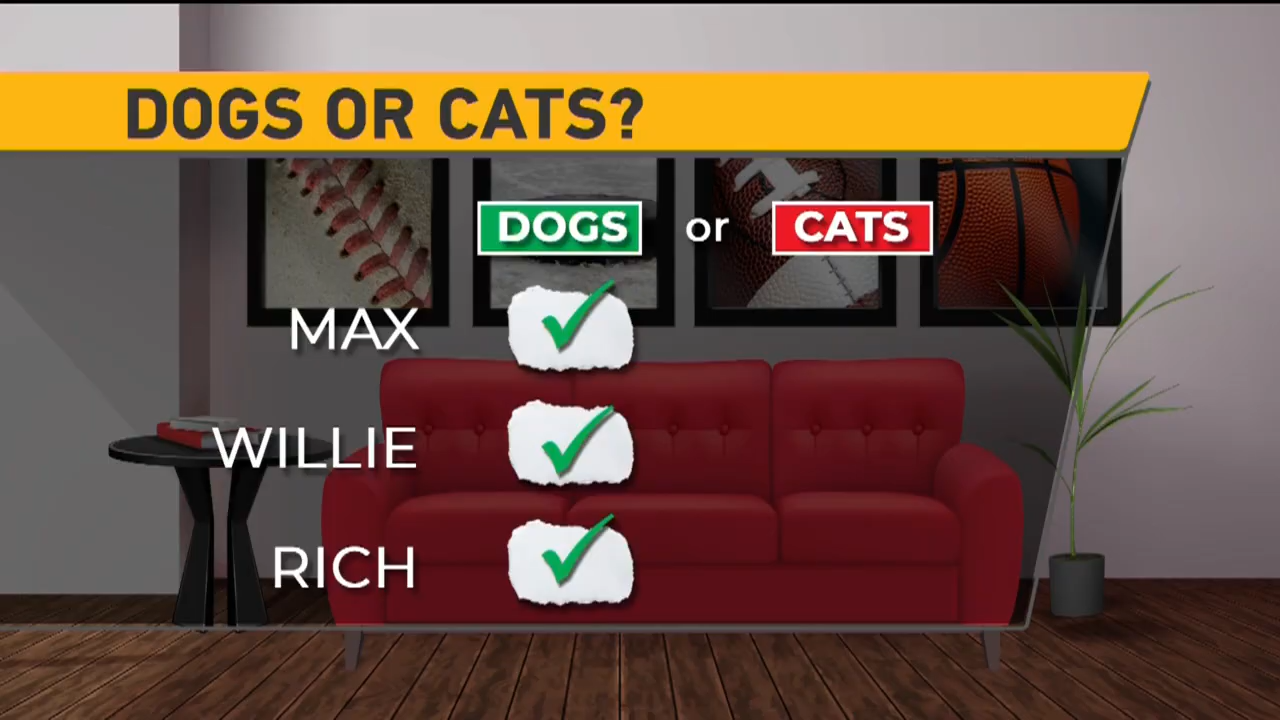 DOGS OR CATS?
DOGS or CATS
MAX
WILLIE
RICH